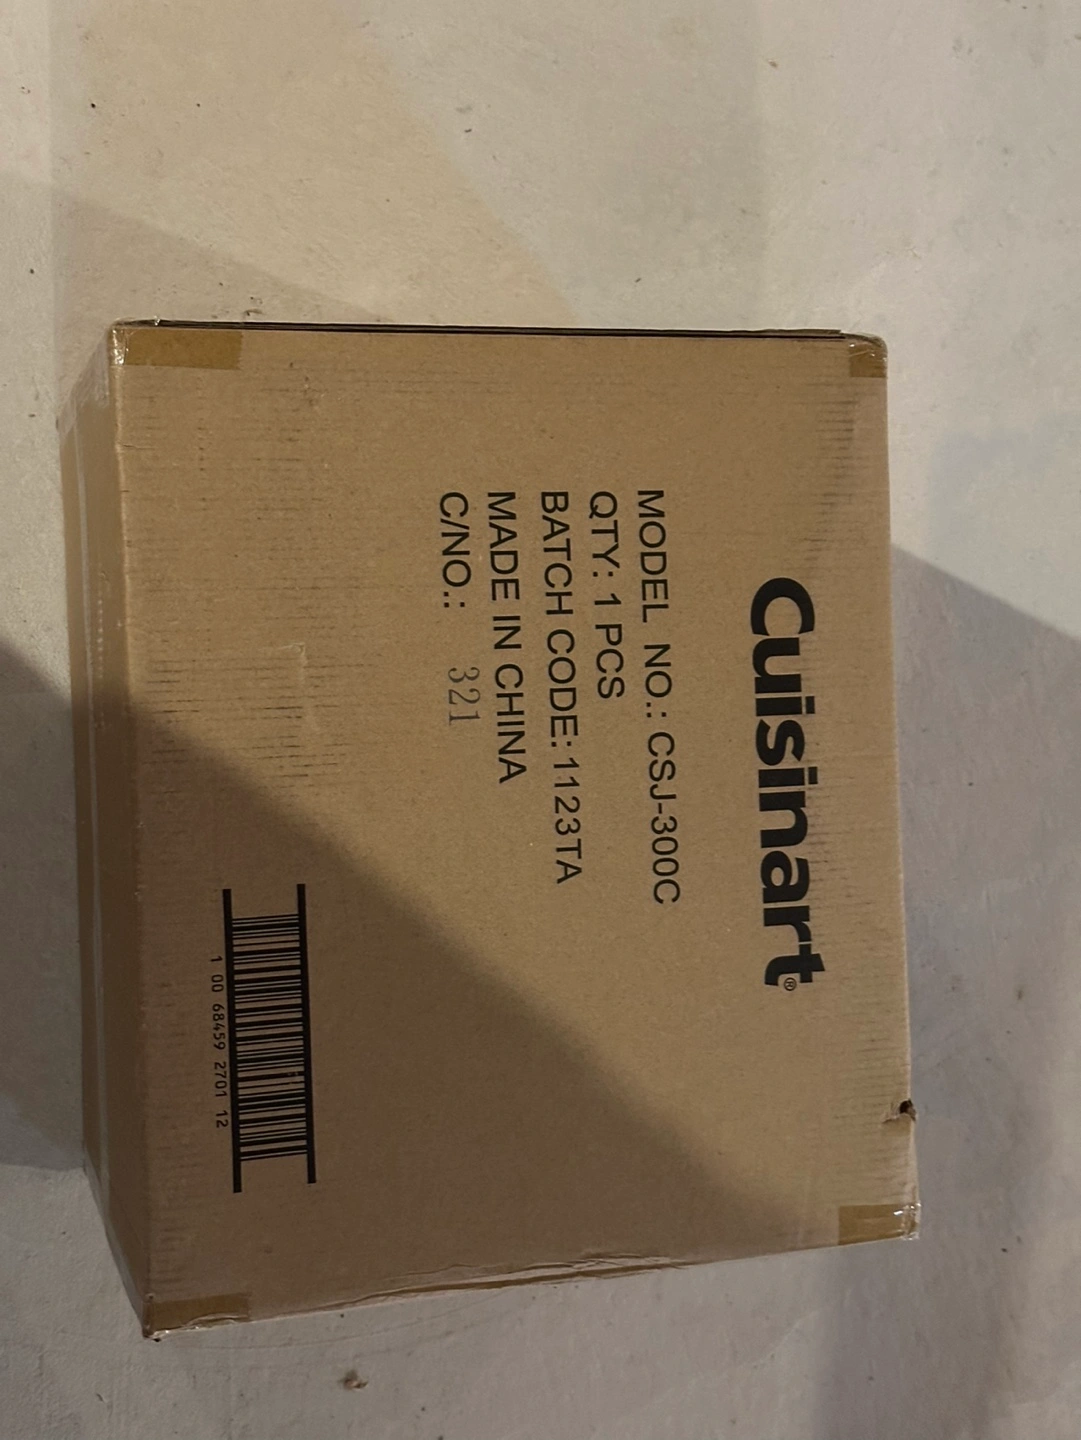 Cuisinart®
MODEL NO.: CSJ-300C
QTY: 1 PCS
BATCH CODE: 1123TA
MADE IN CHINA
C/NO.: 321
1 00 68459 2701 12